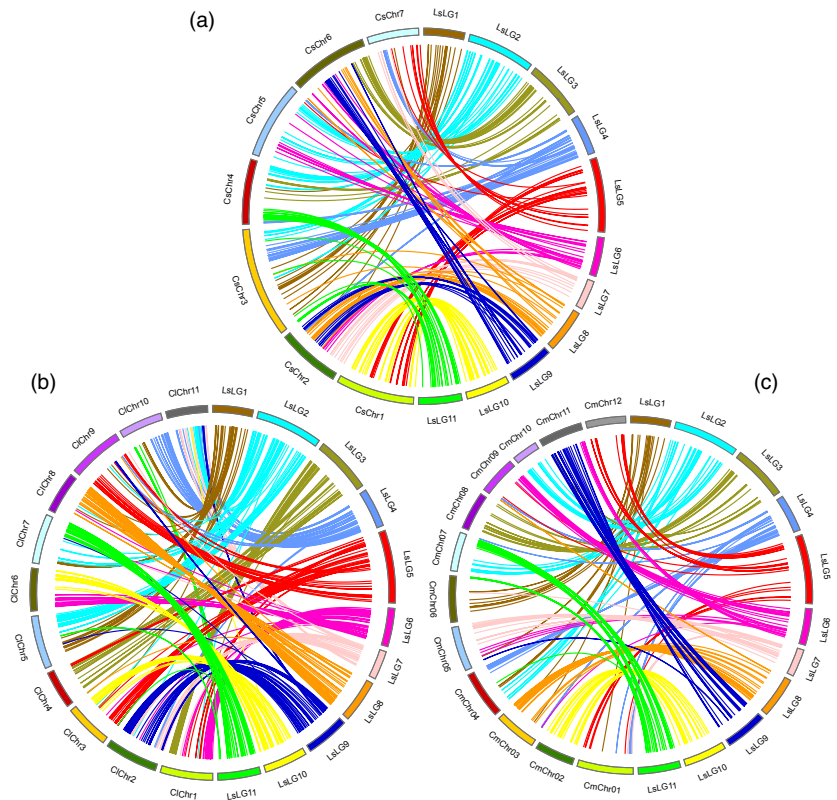 (a)
CsChr7
LsLG1
CsChr6
LsLG2
LsLG3
CsChr5
LsLG4
CsChr4
LsLG5
CsChr3
LsLG6
LsLG7
CsChr2
LsLG8
CsChr1
LsLG11
LsLG10
LsLG9
(b)
ClChr11
LsLG1
ClChr10
LsLG2
ClChr9
LsLG3
ClChr8
LsLG4
ClChr7
LsLG5
ClChr6
LsLG6
ClChr5
LsLG7
ClChr4
LsLG8
ClChr3
LsLG9
ClChr2
ClChr1
LsLG11
LsLG10
(c)
CmChr12
LsLG1
CmChr11
LsLG2
CmChr10
CmChr09
LsLG3
CmChr08
LsLG4
CmChr07
LsLG5
CmChr06
LsLG6
CmChr05
LsLG7
CmChr04
LsLG8
CmChr03
LsLG9
CmChr02
CmChr01
LsLG11
LsLG10